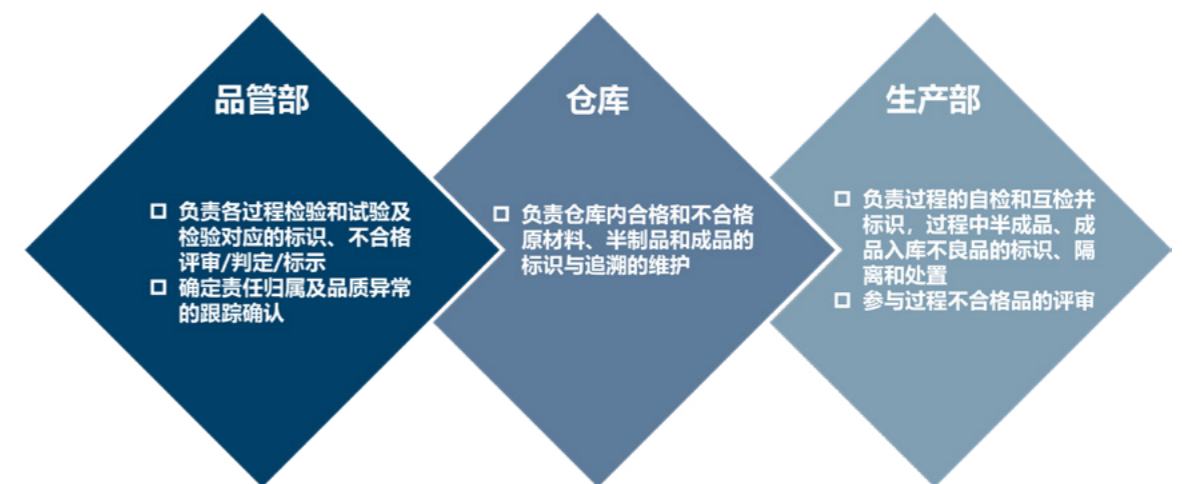 品管部
□ 负责各过程检验和试验及
检验对应的标识、不合格
评审/判定/标示
□ 确定责任归属及品质异常
的跟踪确认
仓库
□ 负责仓库内合格和不合格
原材料、半制品和成品的
标识与追溯的维护
生产部
□ 负责过程的自检和互检并
标识，过程中半成品、成
品入库不良品的标识、隔
离和处置
□ 参与过程不合格品的评审